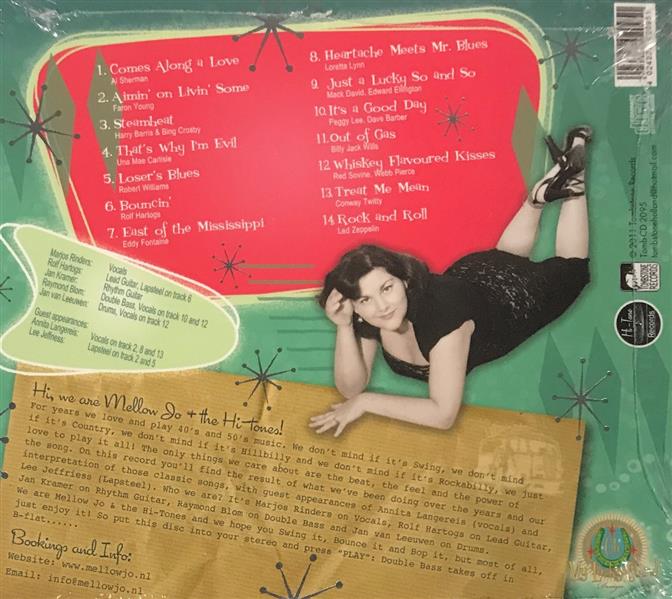 1. Comes Along a Love
Al Sherman
2. Aimin' on Livin' Some
Faron Young
3. Steamheat
Harry Barris & Bing Crosby
4. That's Why I'm Evil
Una Mae Carlisle
5. Loser's Blues
Robert Williams
6. Bouncin'
Rolf Hartogs
7. East of the Mississippi
Eddy Fontaine
8. Heartache Meets Mr. Blues
Loretta Lynn
9. Just a Lucky So and So
Mack David, Edward Ellington
10. It's a Good Day
Peggy Lee, Dave Barber
11. Out of Gas
Billy Jack Wills
12 Whiskey Flavoured Kisses
Red Sovine, Webb Pierce
13. Treat Me Mean
Conway Twitty
14. Rock and Roll
Led Zeppelin
Marjos Rinders: Vocals
Rolf Hartogs: Lead Guitar, Lapsteel on track 6
Jan Kramer: Rhythm Guitar
Raymond Blom: Double Bass, Vocals on track 10 and 12
Jan van Leeuwen: Drums, Vocals on track 12
Guest appearances:
Annita Langereis: Vocals on track 2, 8 and 13
Lee Jeffriess: Lapsteel on track 2 and 5
Hi, we are Mellow Jo + the Hi-Tones!
For years we love and play 40's and 50's music. We don't mind if it's Swing, we don't mind
if it's Country, we don't mind if it's Hillbilly and we don't mind if it's Rockabilly, we just
love to play it all! The only things we care about are the beat, the feel and the power of
the song. On this record you'll find the result of what we've been doing over the years and our
interpretation of those classic songs, with guest appearances of Annita Langereis (vocals) and
Lee Jeffriess (Lapsteel). Who we are? It's Marjos Rinders on Vocals, Rolf Hartogs on Lead Guitar,
Jan Kramer on Rhythm Guitar, Raymond Blom on Double Bass and Jan van Leeuwen on Drums.
We are Mellow Jo & the Hi-Tones and we hope you Swing it, Bounce it and Bop it, but most of all,
just enjoy it! So put this disc into your stereo and press "PLAY": Double Bass takes off in
B-flat......
Bookings and Info:
Website: www.mellowjo.nl
Email: info@mellowjo.nl
© 2011 Tombstone Records
TombCD 2095
tombstoneholland@hotmail.com
TOMBSTONE
RECORDS
Hi-Tone
Records